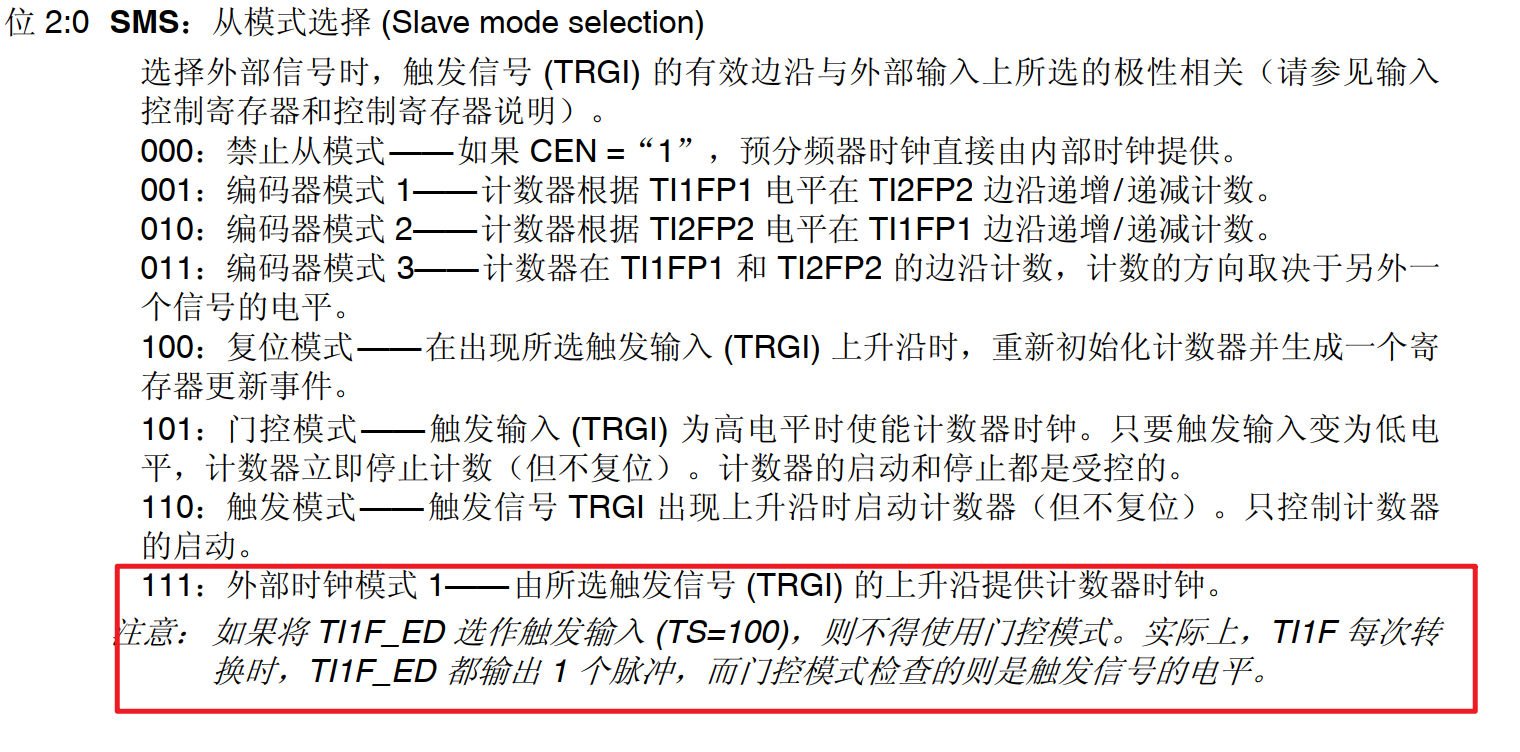 位 2:0 SMS：从模式选择 (Slave mode selection)
选择外部信号时，触发信号 (TRGI) 的有效边沿与外部输入上所选的极性相关（请参见输入
控制寄存器和控制寄存器说明）。
000：禁止从模式——如果 CEN =“1”，预分频器时钟直接由内部时钟提供。
001：编码器模式 1——计数器根据 TI1FP1 电平在 TI2FP2 边沿递增/递减计数。
010：编码器模式 2——计数器根据 TI2FP2 电平在 TI1FP1 边沿递增/递减计数。
011：编码器模式 3——计数器在 TI1FP1 和 TI2FP2 的边沿计数，计数的方向取决于另外一
个信号的电平。
100：复位模式——在出现所选触发输入 (TRGI) 上升沿时，重新初始化计数器并生成一个寄
存器更新事件。
101：门控模式——触发输入 (TRGI) 为高电平时使能计数器时钟。只要触发输入变为低电
平，计数器立即停止计数（但不复位）。计数器的启动和停止都是受控的。
110：触发模式——触发信号 TRGI 出现上升沿时启动计数器（但不复位）。只控制计数器
的启动。
111：外部时钟模式 1——由所选触发信号 (TRGI) 的上升沿提供计数器时钟。
注意： 如果将 TI1F_ED 选作触发输入 (TS=100)，则不得使用门控模式。实际上，TI1F 每次转
换时，TI1F_ED 都输出 1 个脉冲，而门控模式检查的则是触发信号的电平。